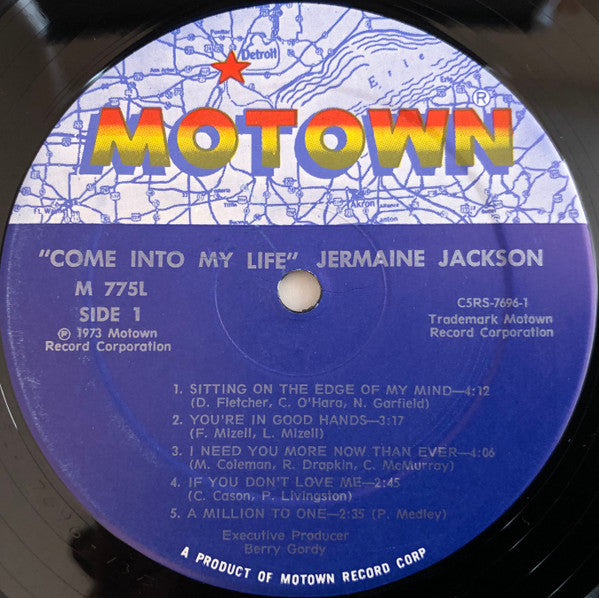 Detroit
Erie
MOTOWN®
Akron
"COME INTO MY LIFE" JERMAINE JACKSON
M 775L
SIDE 1
℗ 1973 Motown
Record Corporation
C5RS-7696-1
Trademark Motown
Record Corporation
1. SITTING ON THE EDGE OF MY MIND—4:12
(D. Fletcher, C. O'Hara, N. Garfield)
2. YOU'RE IN GOOD HANDS—3:17
(F. Mizell, L. Mizell)
3. I NEED YOU MORE NOW THAN EVER—4:06
(M. Coleman, R. Drapkin, C. McMurray)
4. IF YOU DON'T LOVE ME—2:45
(C. Cason, P. Livingston)
5. A MILLION TO ONE—2:35 (P. Medley)
Executive Producer
Berry Gordy
A PRODUCT OF MOTOWN RECORD CORP